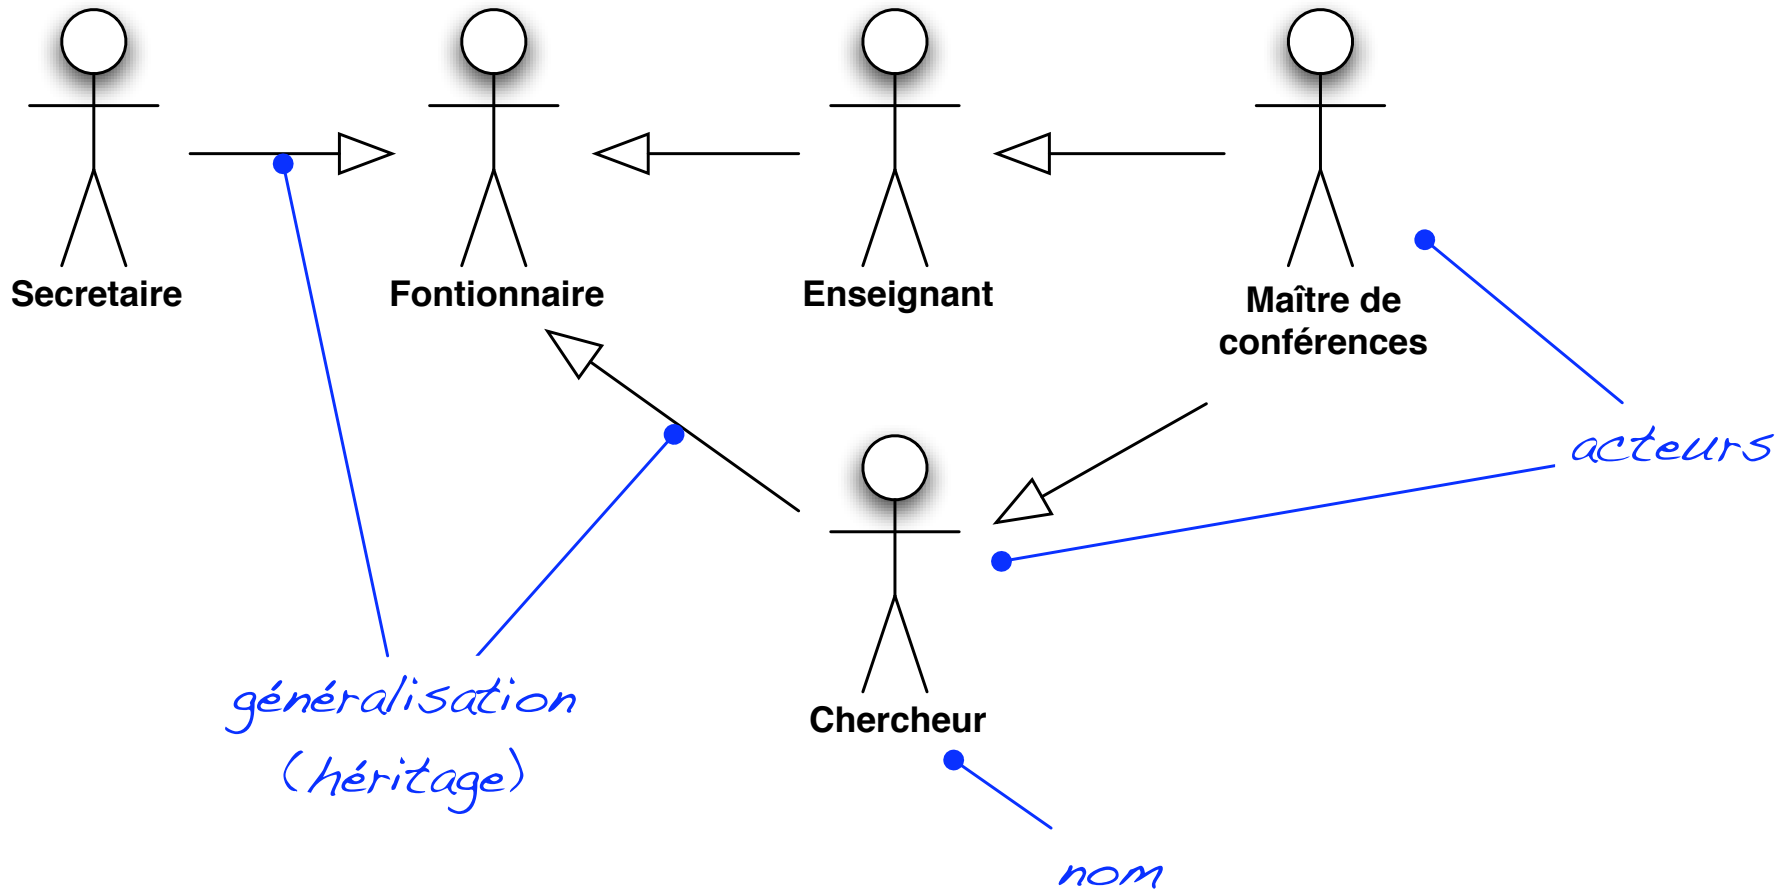 Secretaire
Fontionnaire
Enseignant
Maître de
conférences
acteurs
généralisation
(héritage)
Chercheur
nom